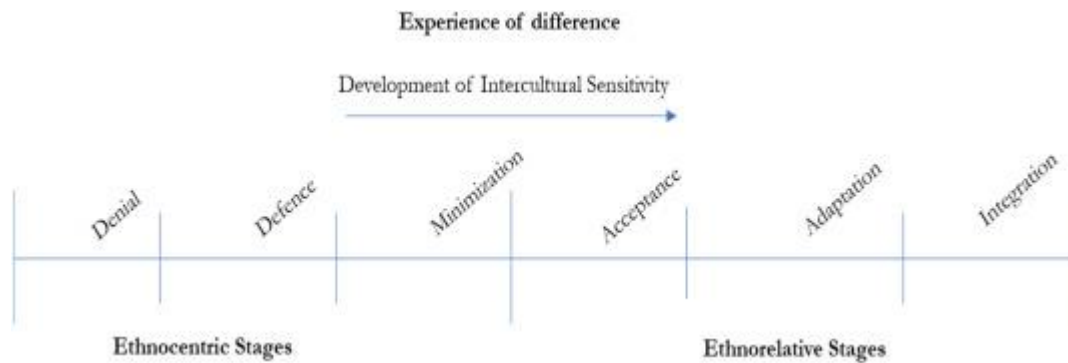 Experience of difference
Development of Intercultural Sensitivity
Denial
Defence
Minimization
Acceptance
Adaptation
Integration
Ethnocentric Stages
Ethnorelative Stages